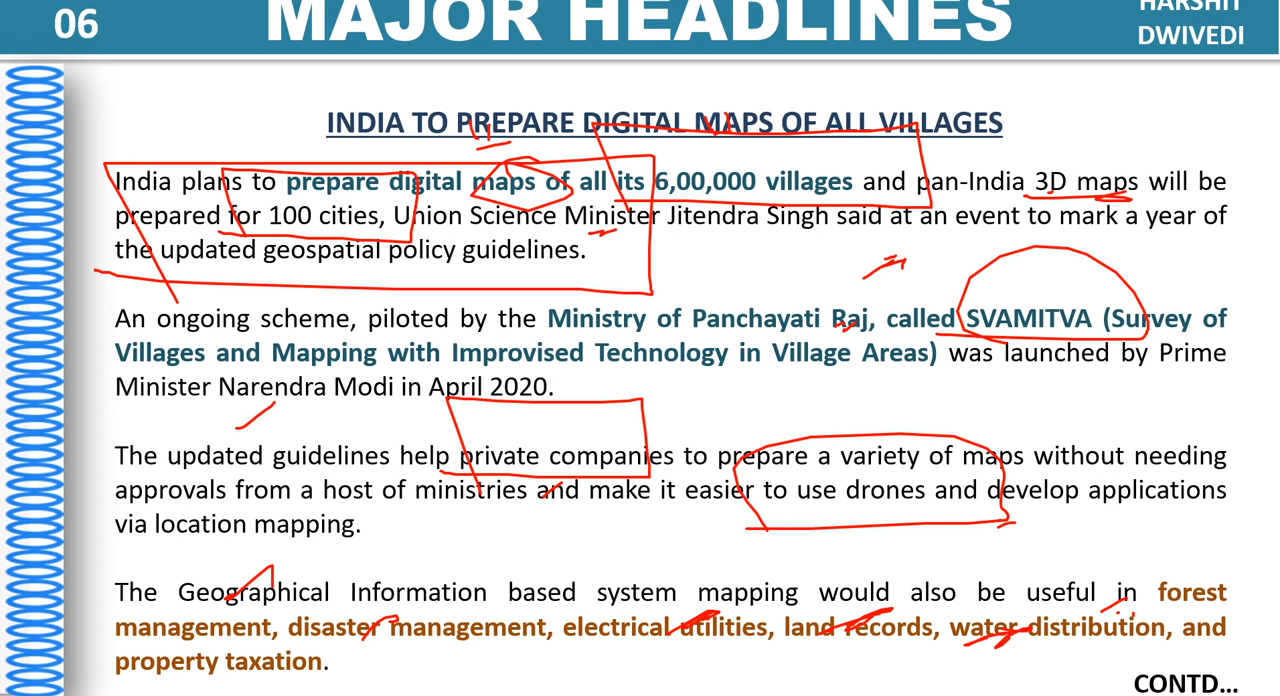 06
MAJOR HEADLINES
HARSHIT
DWIVEDI
INDIA TO PREPARE DIGITAL MAPS OF ALL VILLAGES
India plans to prepare digital maps of all its 6,00,000 villages and pan-India 3D maps will be
prepared for 100 cities, Union Science Minister Jitendra Singh said at an event to mark a year of
the updated geospatial policy guidelines.
An ongoing scheme, piloted by the Ministry of Panchayati Raj, called SVAMITVA (Survey of
Villages and Mapping with Improvised Technology in Village Areas) was launched by Prime
Minister Narendra Modi in April 2020.
The updated guidelines help private companies to prepare a variety of maps without needing
approvals from a host of ministries and make it easier to use drones and develop applications
via location mapping.
The Geographical Information based system mapping would also be useful in forest
management, disaster management, electrical utilities, land records, water distribution, and
property taxation.
CONTD...